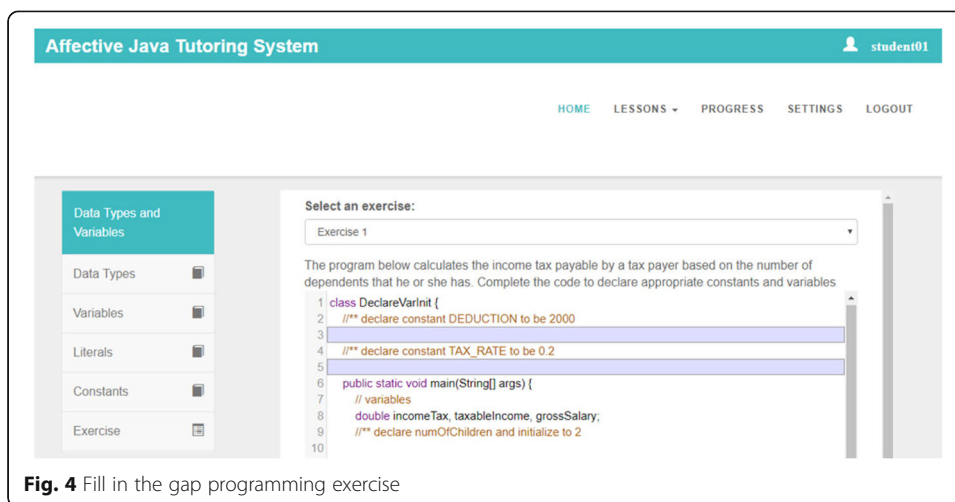 Affective Java Tutoring System
student01
HOME LESSONS PROGRESS SETTINGS LOGOUT
Data Types and
Variables
Data Types
Variables
Literals
Constants
Exercise
Select an exercise:
Exercise 1
The program below calculates the income tax payable by a tax payer based on the number of
dependents that he or she has. Complete the code to declare appropriate constants and variables
1 class DeclareVarInit {
2 //** declare constant DEDUCTION to be 2000
3
4 //** declare constant TAX_RATE to be 0.2
5
6 public static void main(String[] args) {
7 // variables
8 double incomeTax, taxableIncome, grossSalary;
9 //** declare numOfChildren and initialize to 2
10
Fig. 4 Fill in the gap programming exercise